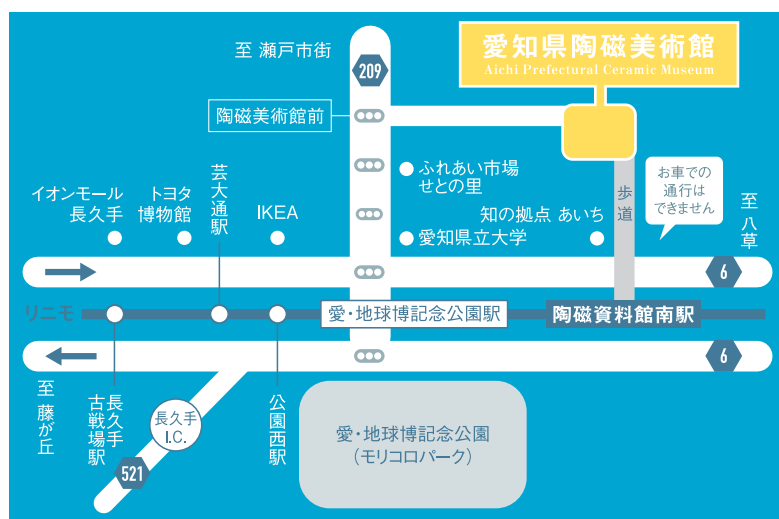 至 瀬戸市街
209
愛知県陶磁美術館
Aichi Prefectural Ceramic Museum
陶磁美術館前
ふれあい市場
せとの里
お車での
通行は
できません
歩道
イオンモール
長久手
トヨタ
博物館
芸大通駅
IKEA
知の拠点 あいち
愛知県立大学
至 八草
6
リニモ
愛・地球博記念公園駅
陶磁資料館南駅
6
至 藤が丘
長久手
古戦場駅
長久手
I.C.
521
公園西駅
愛・地球博記念公園
(モリコロパーク)